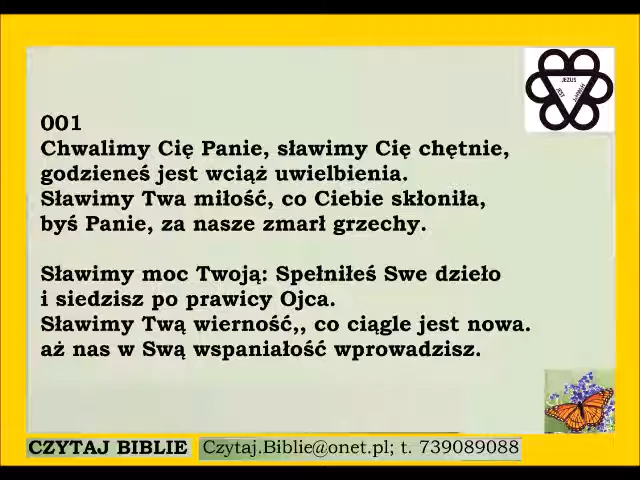 JEZUS
JEST
001
Chwalimy Cię Panie, sławimy Cię chętnie,
godzieneś jest wciąż uwielbienia.
Sławimy Twa miłość, co Ciebie skłoniła,
byś Panie, za nasze zmarł grzechy.
Sławimy moc Twoją: Spełniłeś Swe dzieło
i siedzisz po prawicy Ojca.
Sławimy Twą wierność,, co ciągle jest nowa.
aż nas w Swą wspaniałość wprowadzisz.
CZYTAJ BIBLIE Czytaj.Biblie@onet.pl; t. 739089088